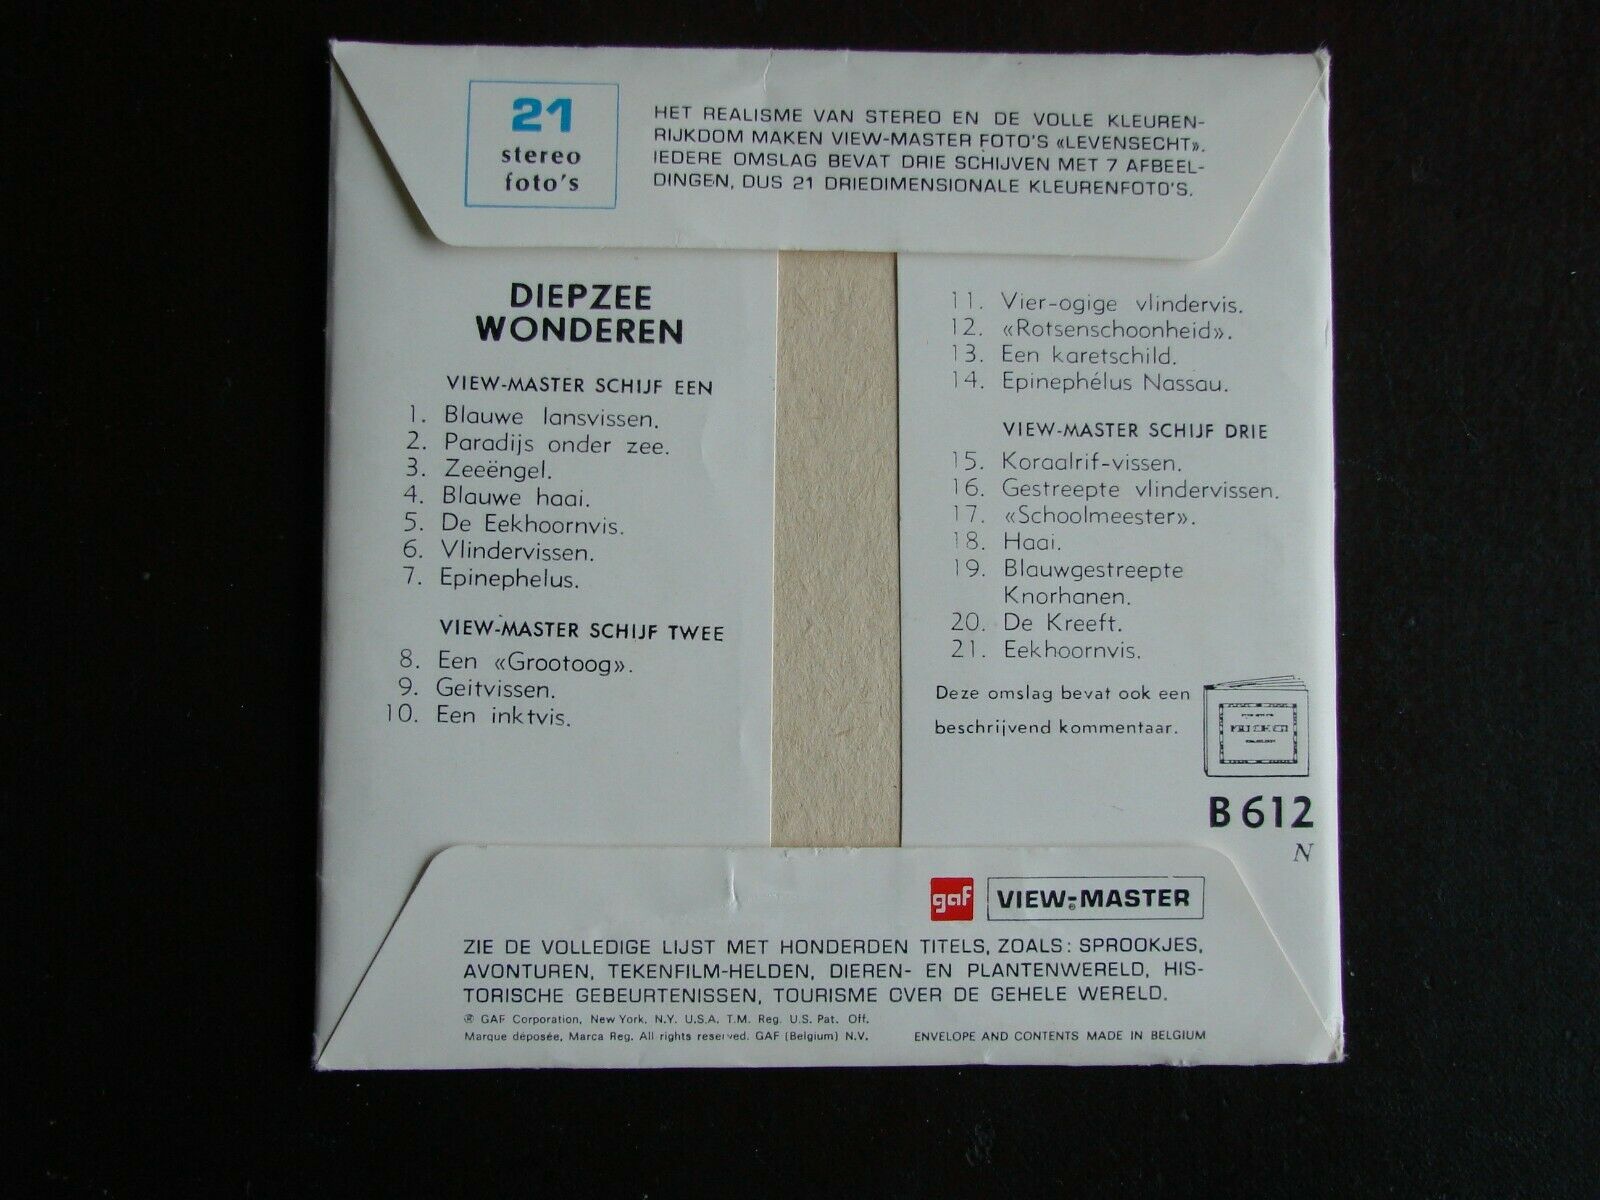 21
stereo
foto's
HET REALISME VAN STEREO EN DE VOLLE KLEUREN-
RIJKDOM MAKEN VIEW-MASTER FOTO'S «LEVENSECHT».
IEDERE OMSLAG BEVAT DRIE SCHIJVEN MET 7 AFBEEL-
DINGEN, DUS 21 DRIEDIMENSIONALE KLEURENFOTO'S.
DIEPZEE
WONDEREN
VIEW-MASTER SCHIJF EEN
1. Blauwe lansvissen.
2. Paradijs onder zee.
3. Zeeëngel.
4. Blauwe haai.
5. De Eekhoornvis.
6. Vlindervissen.
7. Epinephelus.
VIEW-MASTER SCHIJF TWEE
8. Een «Grootoog».
9. Geitvissen.
10. Een inktvis.
11. Vier-ogige vlindervis.
12. «Rotsenschoonheid».
13. Een karetschild.
14. Epinephélus Nassau.
VIEW-MASTER SCHIJF DRIE
15. Koraalrif-vissen.
16. Gestreepte vlindervissen.
17. «Schoolmeester».
18. Haai.
19. Blauwgestreepte
Knorhanen.
20. De Kreeft.
21. Eekhoornvis.
Deze omslag bevat ook een
beschrijvend kommentaar.
B 612
N
gaf VIEW-MASTER
ZIE DE VOLLEDIGE LIJST MET HONDERDEN TITELS, ZOALS: SPROOKJES,
AVONTUREN, TEKENFILM-HELDEN, DIEREN- EN PLANTENWERELD, HIS-
TORISCHE GEBEURTENISSEN, TOURISME OVER DE GEHELE WERELD.
® GAF Corporation, New York, N.Y. U.S.A. T.M. Reg. U.S. Pat. Off.
Marque déposée, Marca Reg. All rights reserved. GAF (Belgium) N.V.
ENVELOPE AND CONTENTS MADE IN BELGIUM